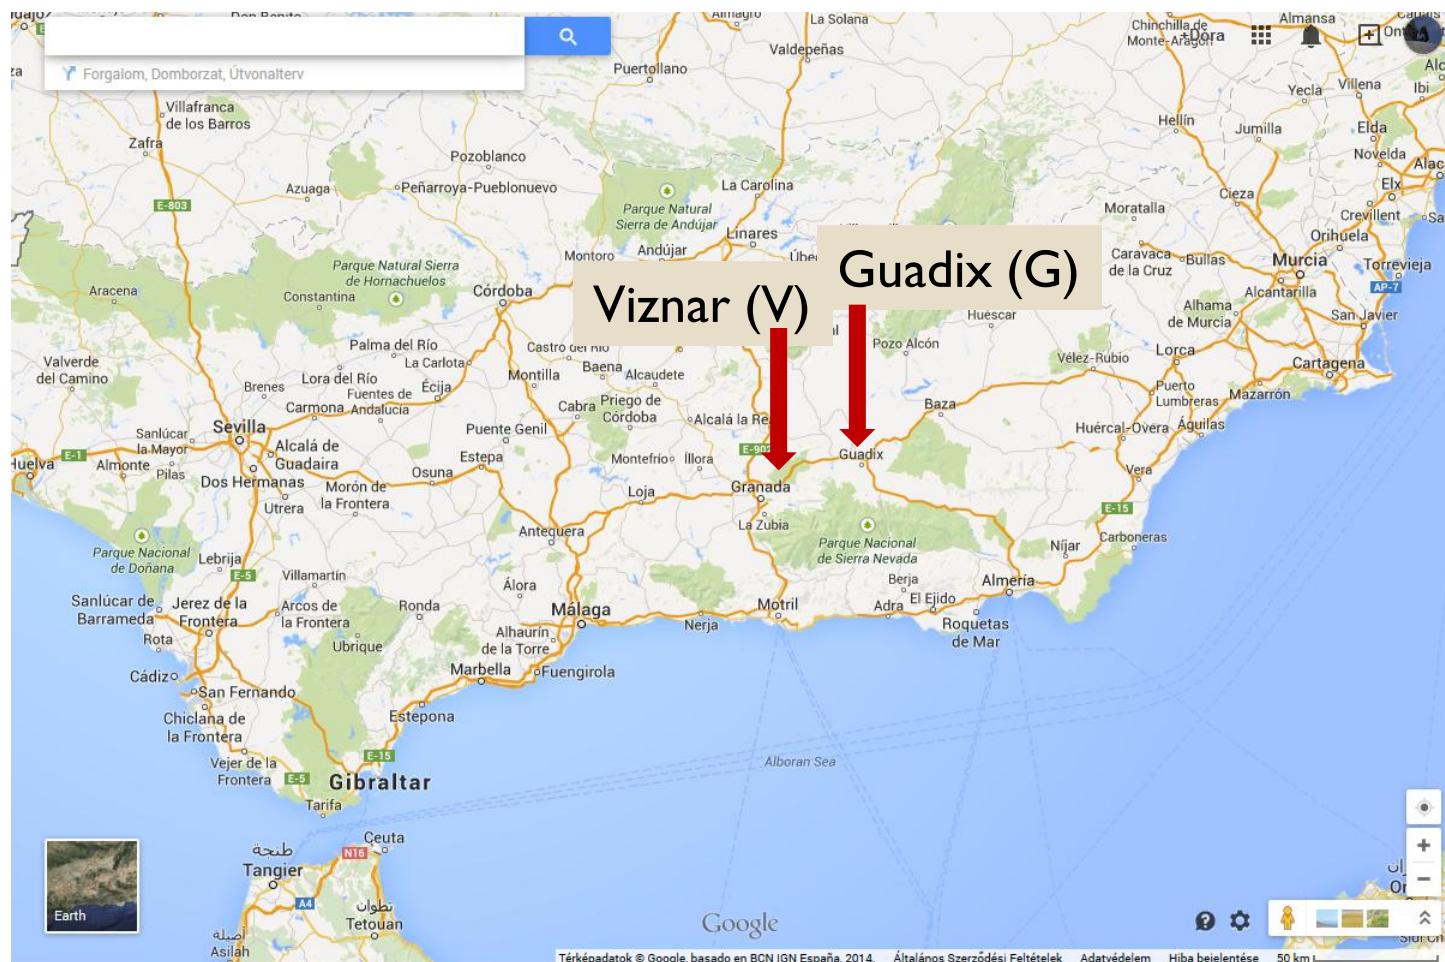 Almagro
La Solana
Chinchilla de
Monte-Aragón
+Dóra
Almansa
Valdepeñas
Puertollano
Forgalom, Domborzat, Útvonalterv
Yecla
Villena
Ibi
Villafranca
de los Barros
Hellín
Jumilla
Elda
Zafra
Novelda
Pozoblanco
Azuaga
Peñarroya-Pueblonuevo
La Carolina
Elx
Cieza
E-803
Parque Natural
Sierra de Andújar
Moratalla
Crevillent
Linares
Orihuela
Montoro
Andújar
Guadix (G)
Caravaca
de la Cruz
Bullas
Murcia
Torrevieja
Parque Natural Sierra
de Hornachuelos
Aracena
Constantina
Córdoba
Viznar (V)
AP-7
Alcantarilla
Alhama
de Murcia
San Javier
Huéscar
Palma del Río
Castro del Río
Pozo Alcón
La Carlota
Vélez-Rubio
Lorca
Cartagena
Valverde
del Camino
Brenes
Lora del Río
Fuentes de
Andalucía
Écija
Montilla
Baena
Alcaudete
Puerto
Lumbreras
Mazarrón
Carmona
Cabra
Priego de
Córdoba
Alcalá la
Baza
Sevilla
Sanlúcar
la Mayor
Puente Genil
Huércal-Overa
Águilas
Alcalá de
Guadaira
E-1
Almonte
Pilas
Dos Hermanas
Estepa
Montefrío
Íllora
Guadix
Osuna
Vera
Morón de
la Frontera
Utrera
Loja
Granada
E-15
Antequera
La Zubia
Parque Nacional
de Sierra Nevada
Níjar
Carboneras
Parque Nacional
de Doñana
Lebrija
E-5
Villamartín
Álora
Berja
Almería
Sanlúcar de
Barrameda
Jerez de la
Frontera
Arcos de
la Frontera
Ronda
Málaga
Motril
Adra
El Ejido
Nerja
Roquetas
de Mar
Rota
Ubrique
Alhaurín
de la Torre
Cádiz
Marbella
Fuengirola
San Fernando
Chiclana de
la Frontera
Estepona
E-15
Vejer de la
Frontera
E-5
Gibraltar
Alboran Sea
Tarifa
Ceuta
طنجة
Tangier
N16
A4
تطوان
Tetouan
Earth
أصيلة
Asilah
Google
Térképadatok © Google, basado en BCN IGN España, 2014.
Általános Szerződési Feltételek
Adatvédelem
Hiba bejelentése
50 km